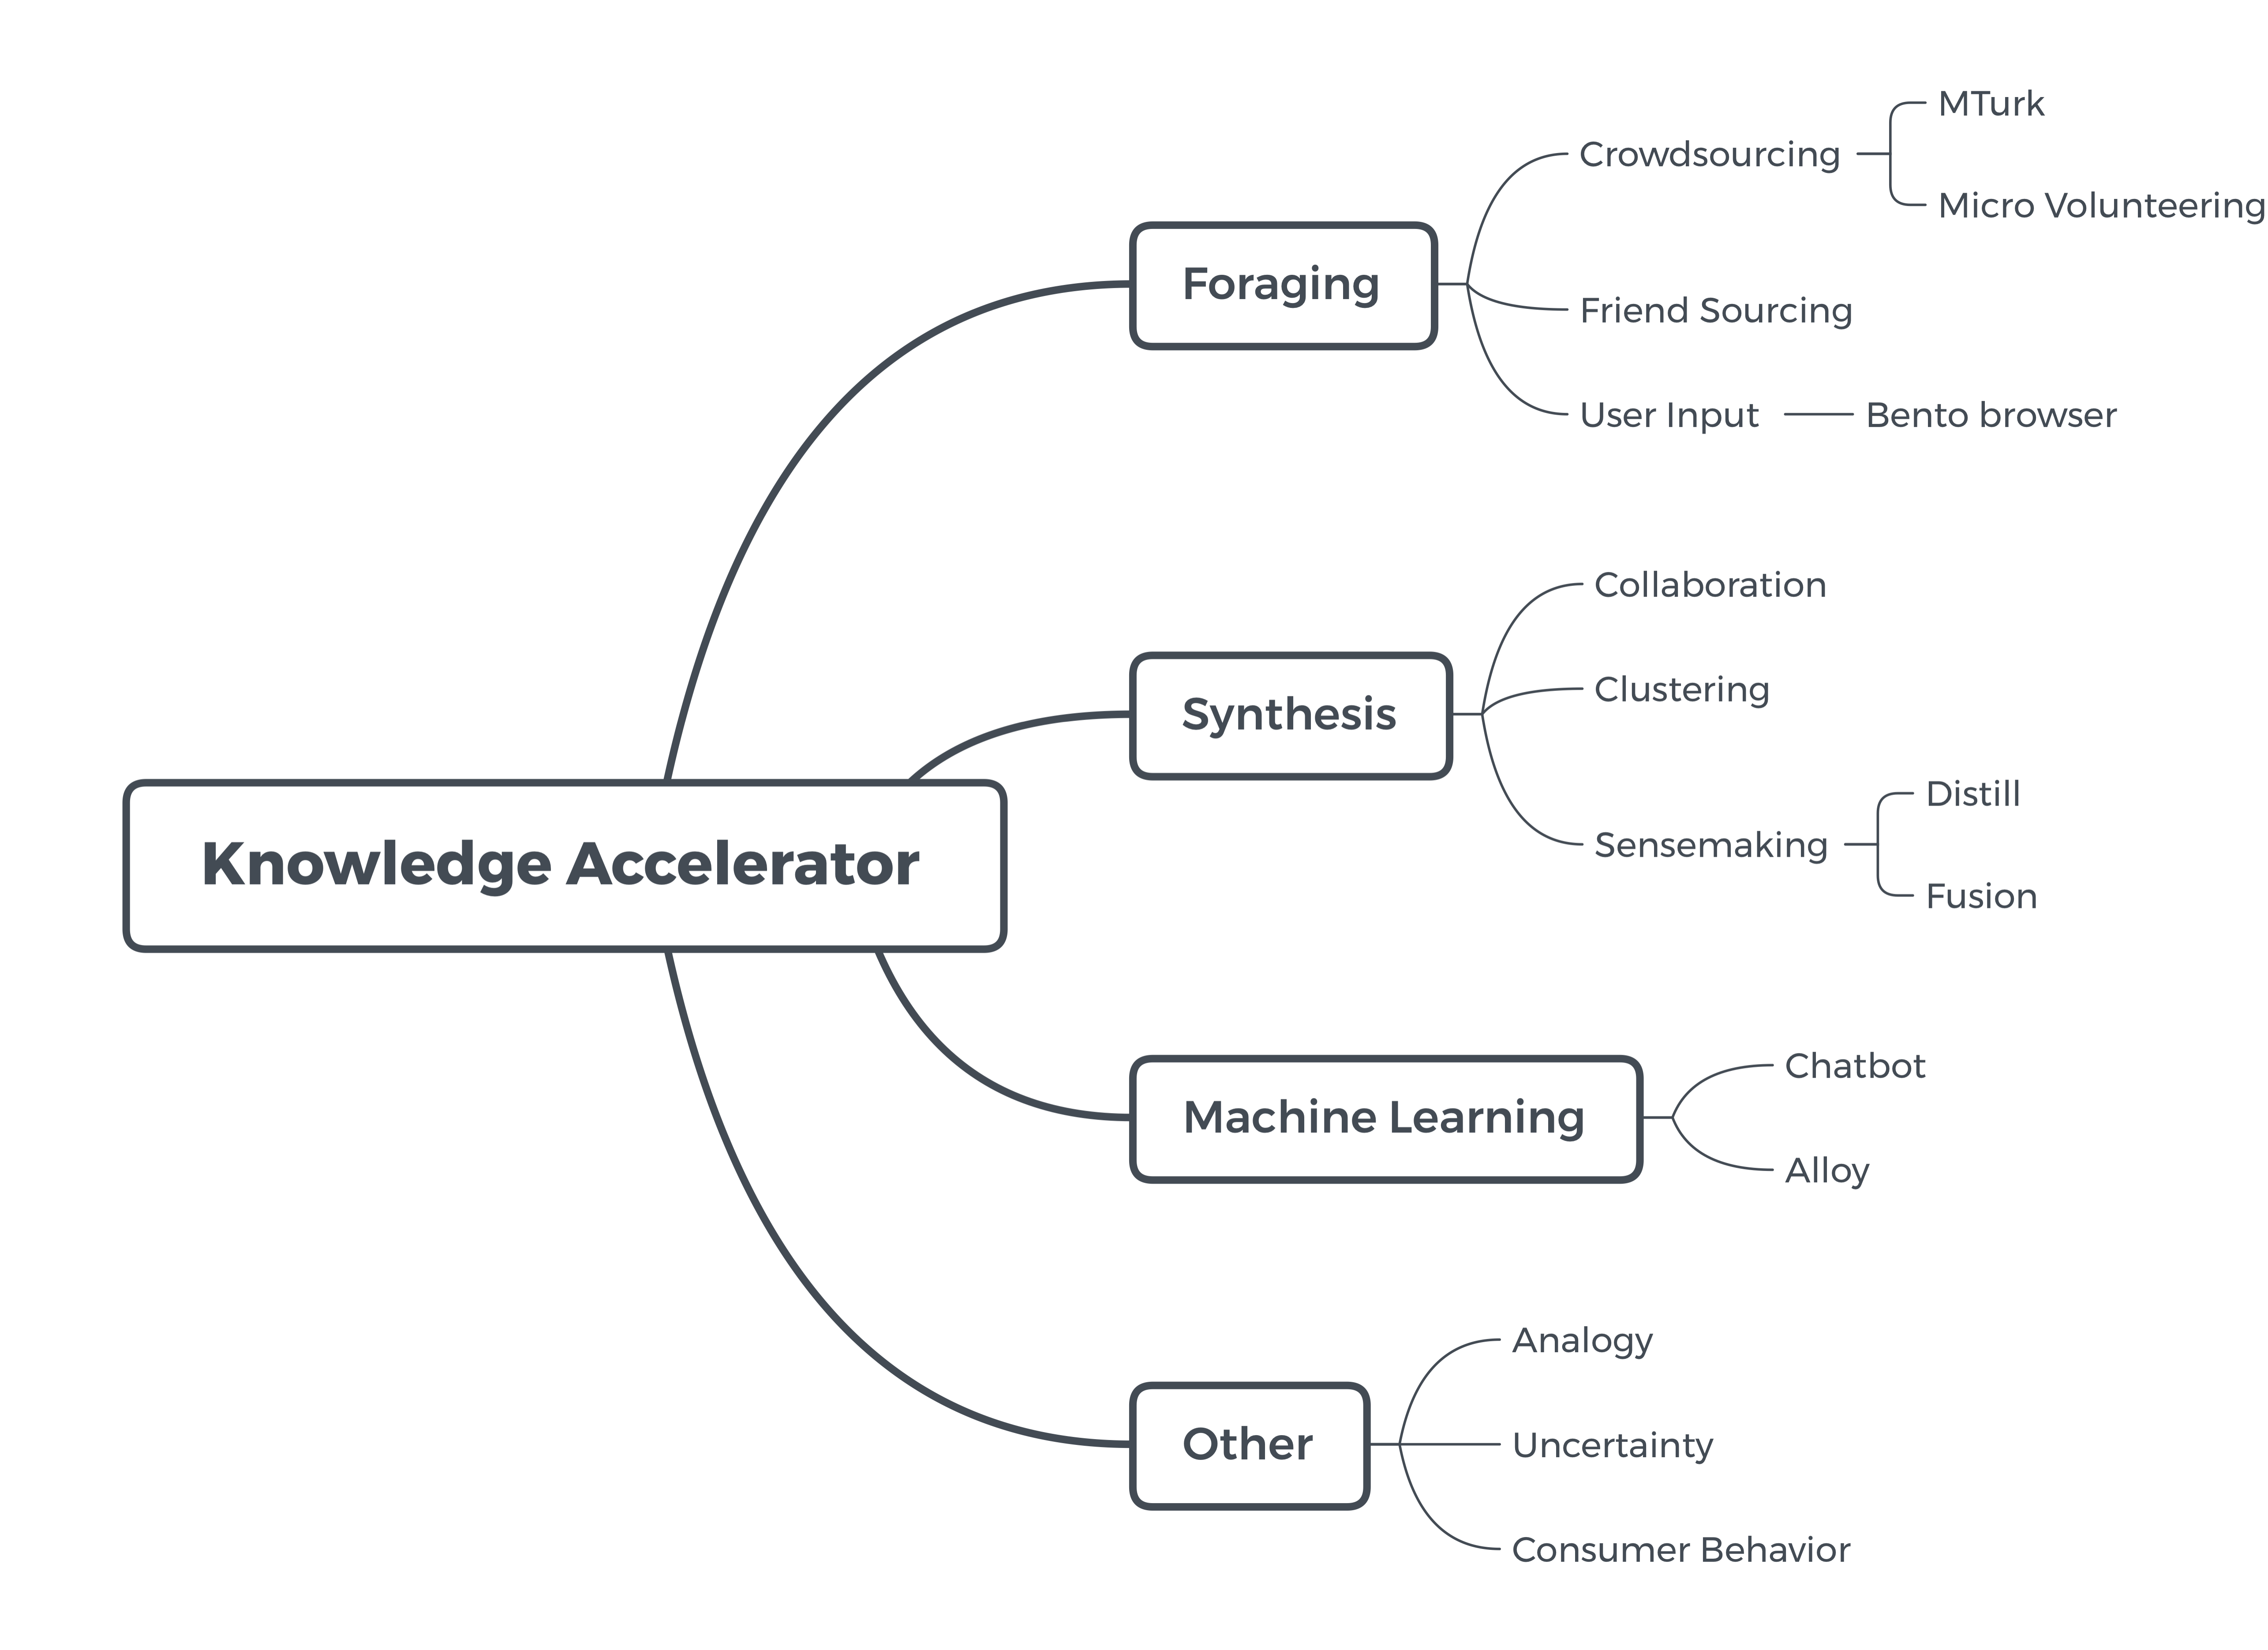 Knowledge Accelerator
Foraging
Crowdsourcing
MTurk
Micro Volunteering
Friend Sourcing
User Input
Bento browser
Synthesis
Collaboration
Clustering
Sensemaking
Distill
Fusion
Machine Learning
Chatbot
Alloy
Other
Analogy
Uncertainty
Consumer Behavior